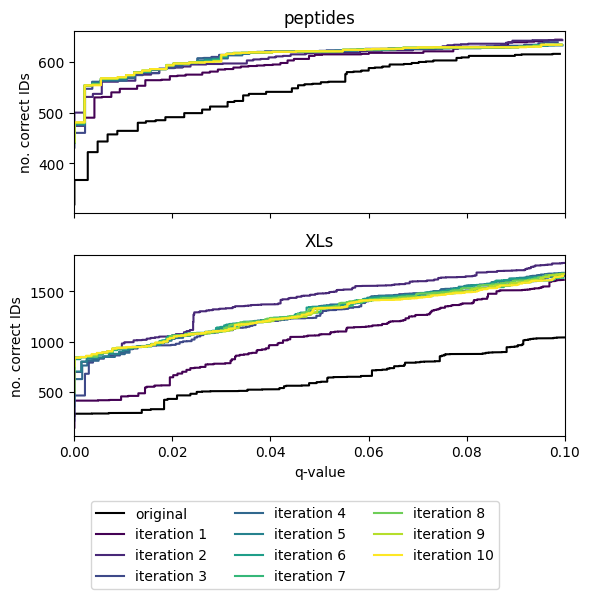 peptides
no. correct IDs
600
500
400
XLs
no. correct IDs
1500
1000
500
0.00 0.02 0.04 0.06 0.08 0.10
q-value
original iteration 4 iteration 8
iteration 1 iteration 5 iteration 9
iteration 2 iteration 6 iteration 10
iteration 3 iteration 7